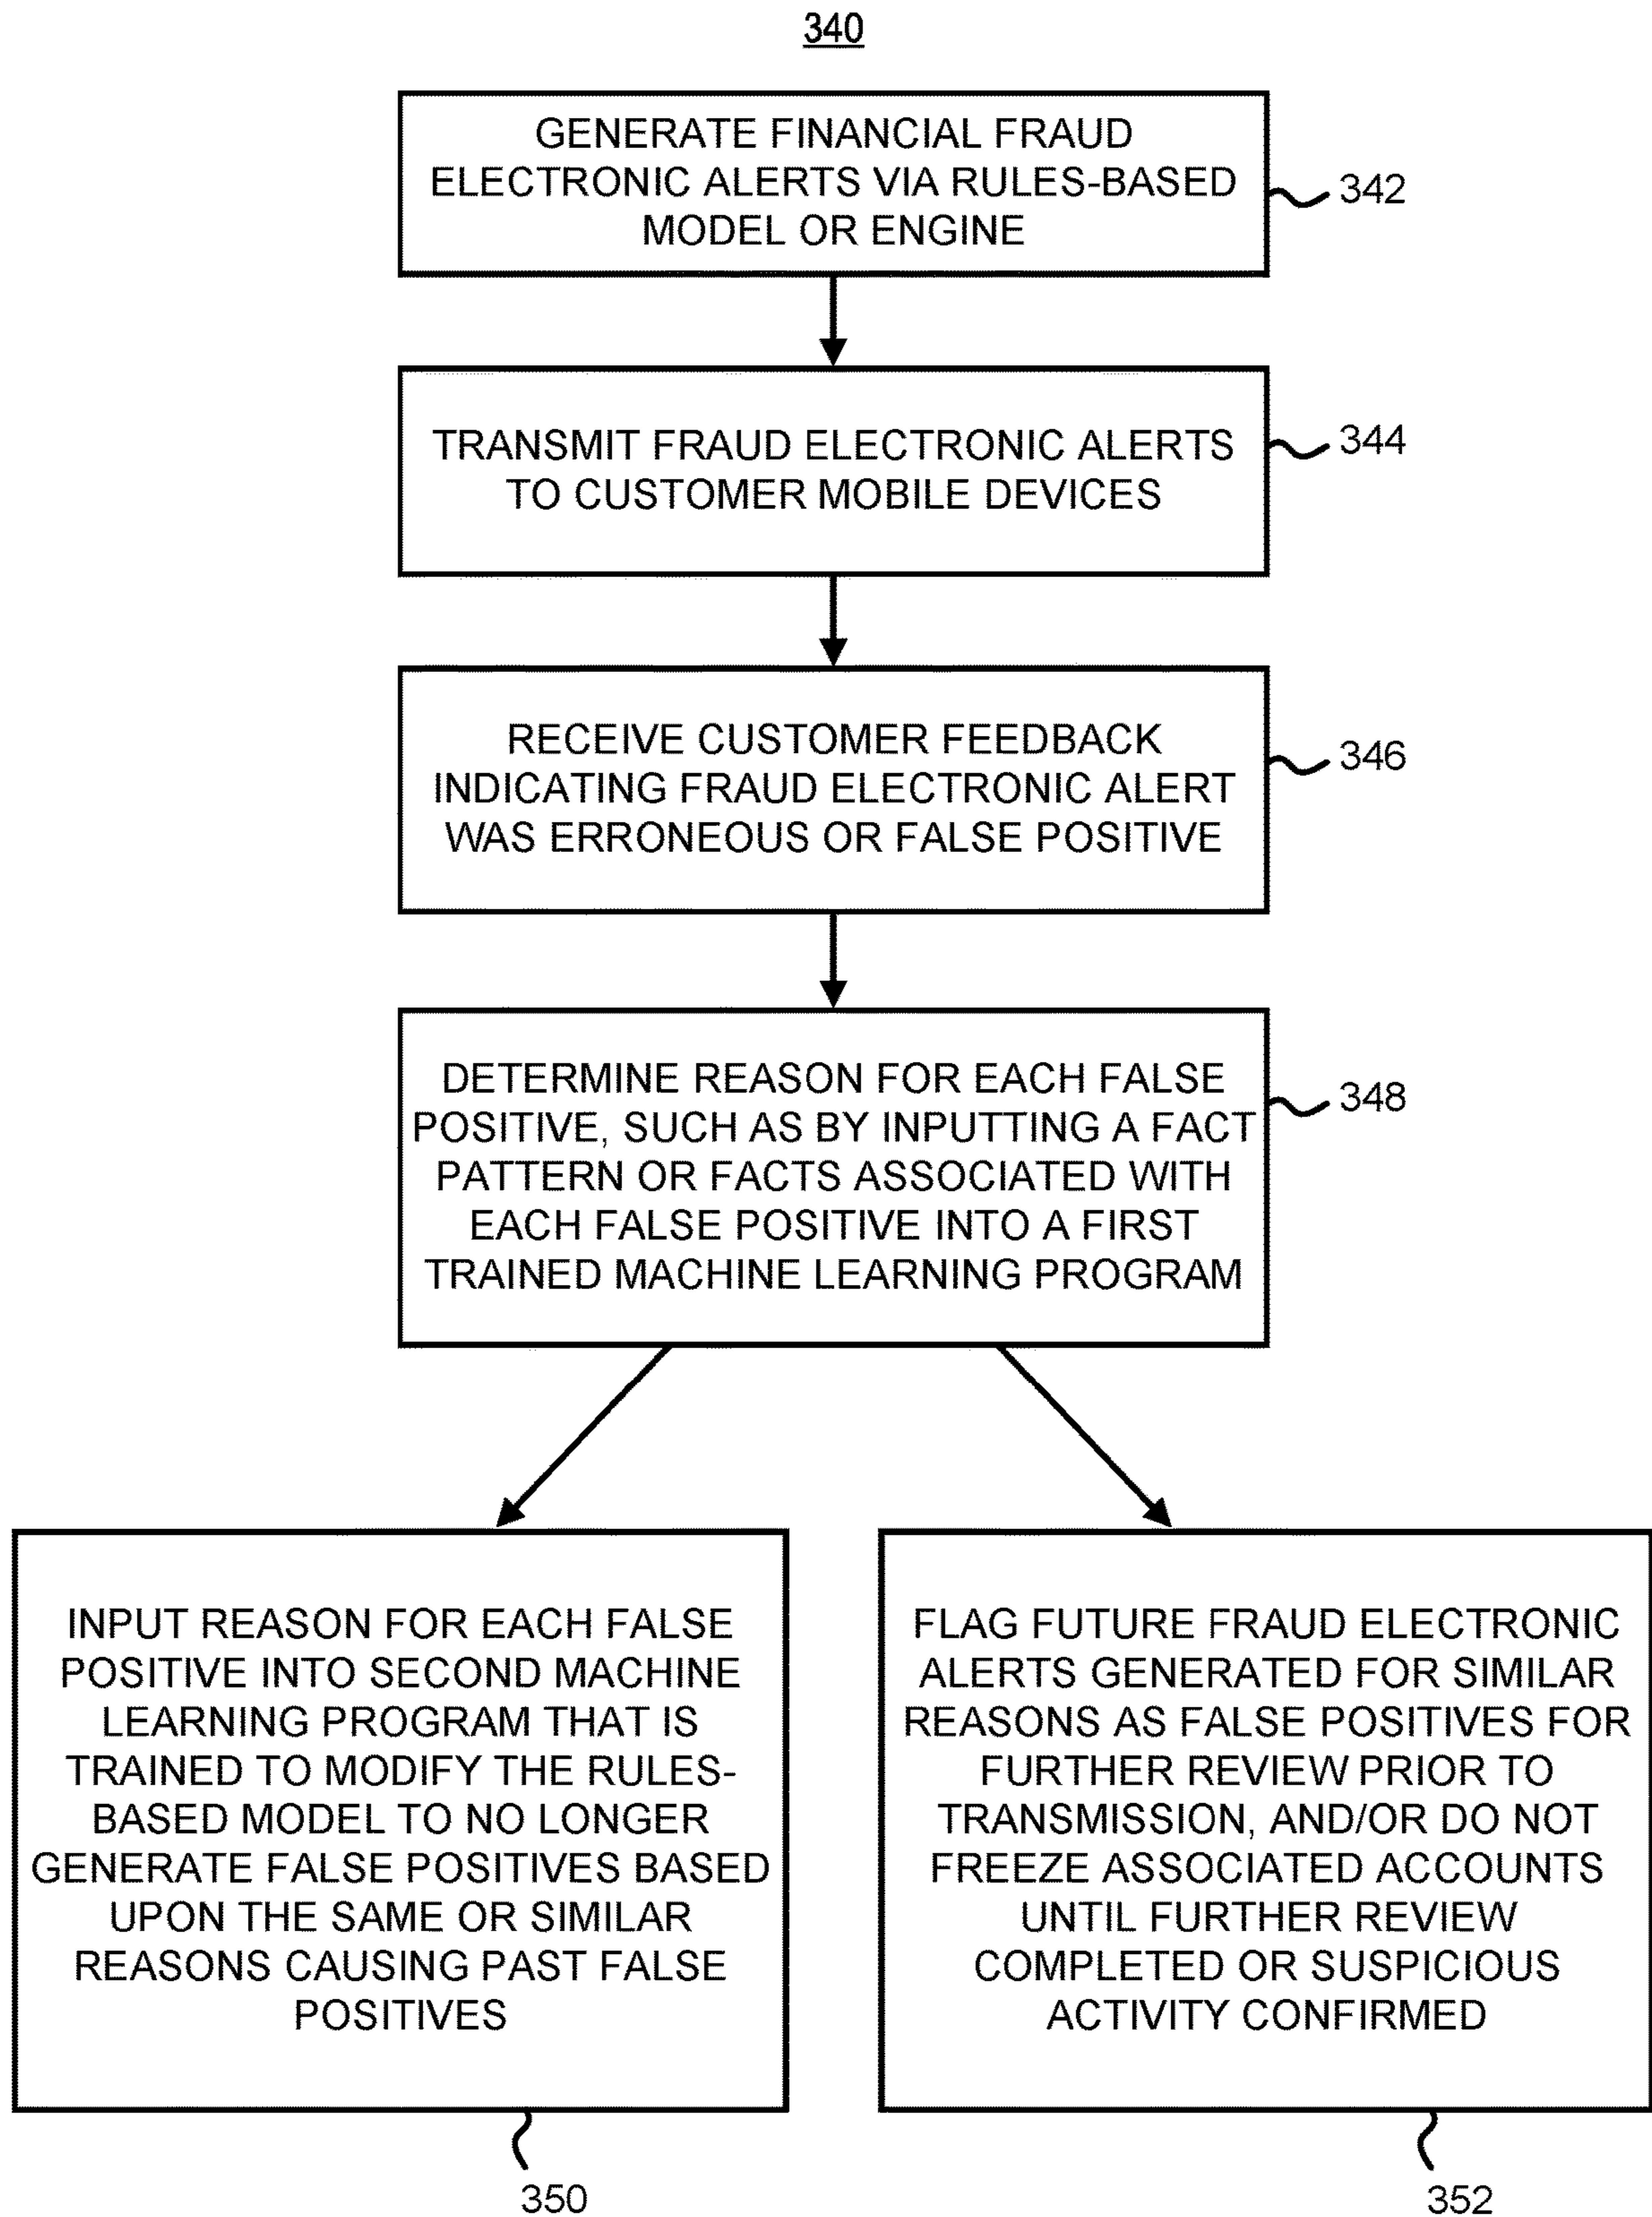 340
GENERATE FINANCIAL FRAUD
ELECTRONIC ALERTS VIA RULES-BASED
MODEL OR ENGINE
342
TRANSMIT FRAUD ELECTRONIC ALERTS
TO CUSTOMER MOBILE DEVICES
344
RECEIVE CUSTOMER FEEDBACK
INDICATING FRAUD ELECTRONIC ALERT
WAS ERRONEOUS OR FALSE POSITIVE
346
DETERMINE REASON FOR EACH FALSE
POSITIVE, SUCH AS BY INPUTTING A FACT
PATTERN OR FACTS ASSOCIATED WITH
EACH FALSE POSITIVE INTO A FIRST
TRAINED MACHINE LEARNING PROGRAM
348
INPUT REASON FOR EACH FALSE
POSITIVE INTO SECOND MACHINE
LEARNING PROGRAM THAT IS
TRAINED TO MODIFY THE RULES-
BASED MODEL TO NO LONGER
GENERATE FALSE POSITIVES BASED
UPON THE SAME OR SIMILAR
REASONS CAUSING PAST FALSE
POSITIVES
350
FLAG FUTURE FRAUD ELECTRONIC
ALERTS GENERATED FOR SIMILAR
REASONS AS FALSE POSITIVES FOR
FURTHER REVIEW PRIOR TO
TRANSMISSION, AND/OR DO NOT
FREEZE ASSOCIATED ACCOUNTS
UNTIL FURTHER REVIEW
COMPLETED OR SUSPICIOUS
ACTIVITY CONFIRMED
352